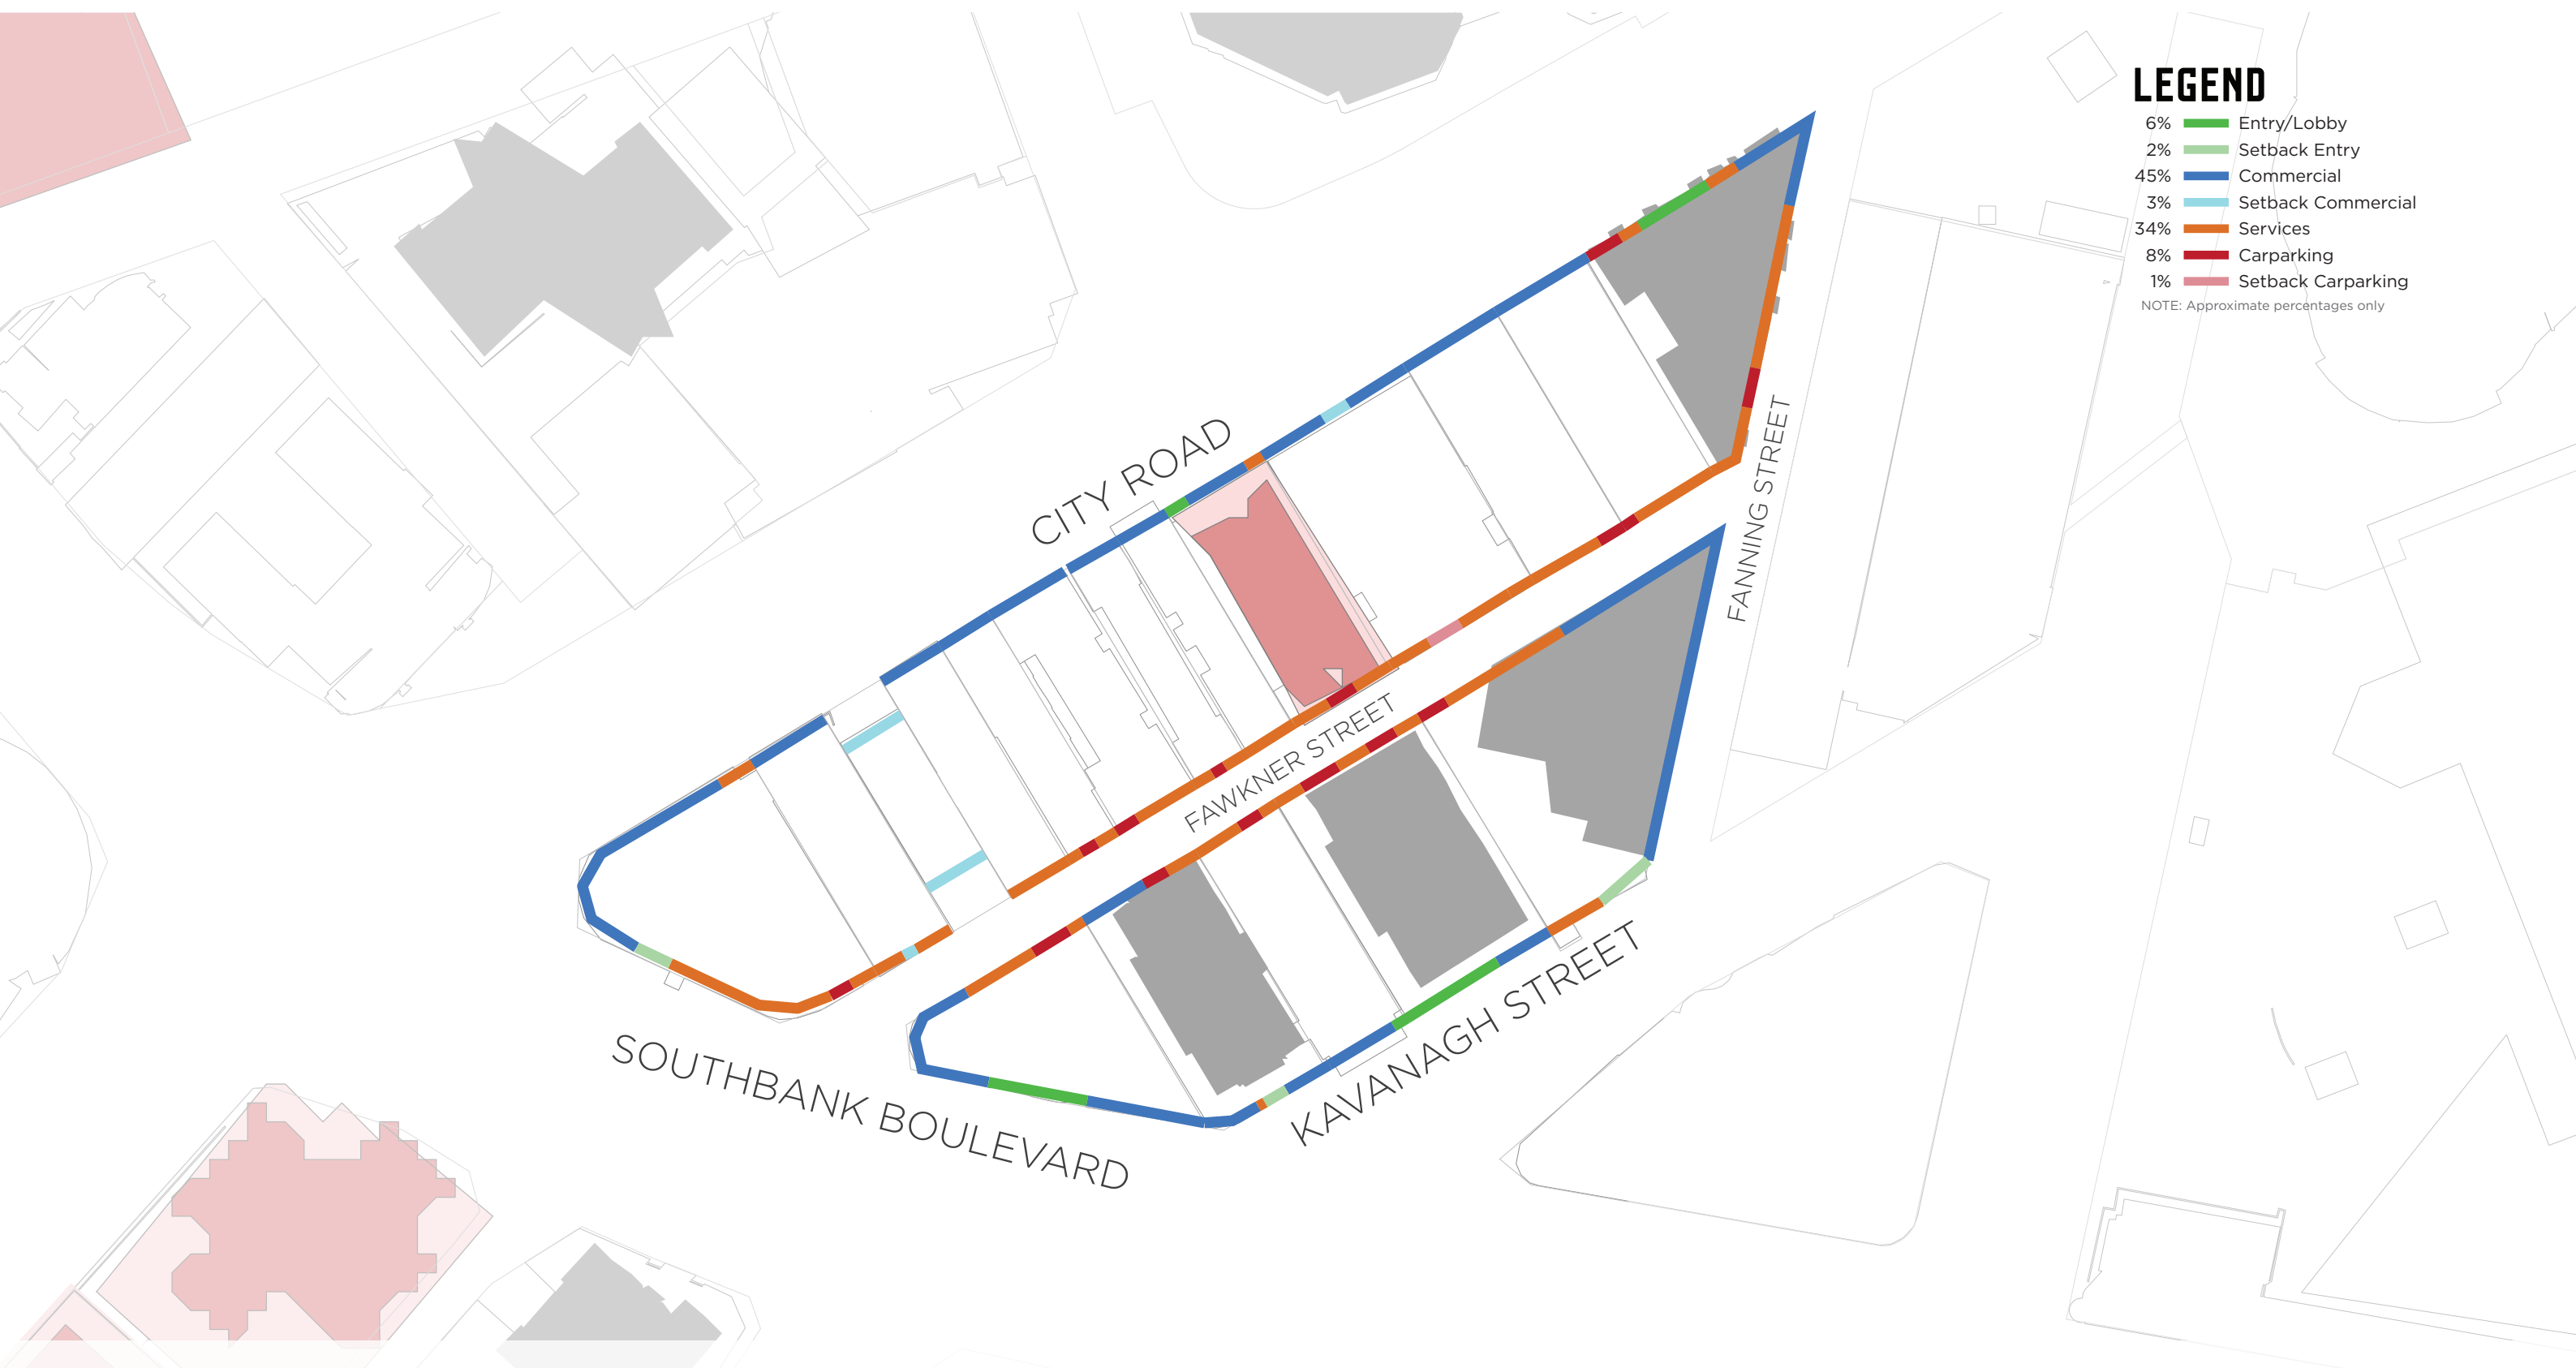 LEGEND
6% Entry/Lobby
2% Setback Entry
45% Commercial
3% Setback Commercial
34% Services
8% Carparking
1% Setback Carparking
NOTE: Approximate percentages only
CITY ROAD
FANNING STREET
FAWKNER STREET
KAVANAGH STREET
SOUTHBANK BOULEVARD